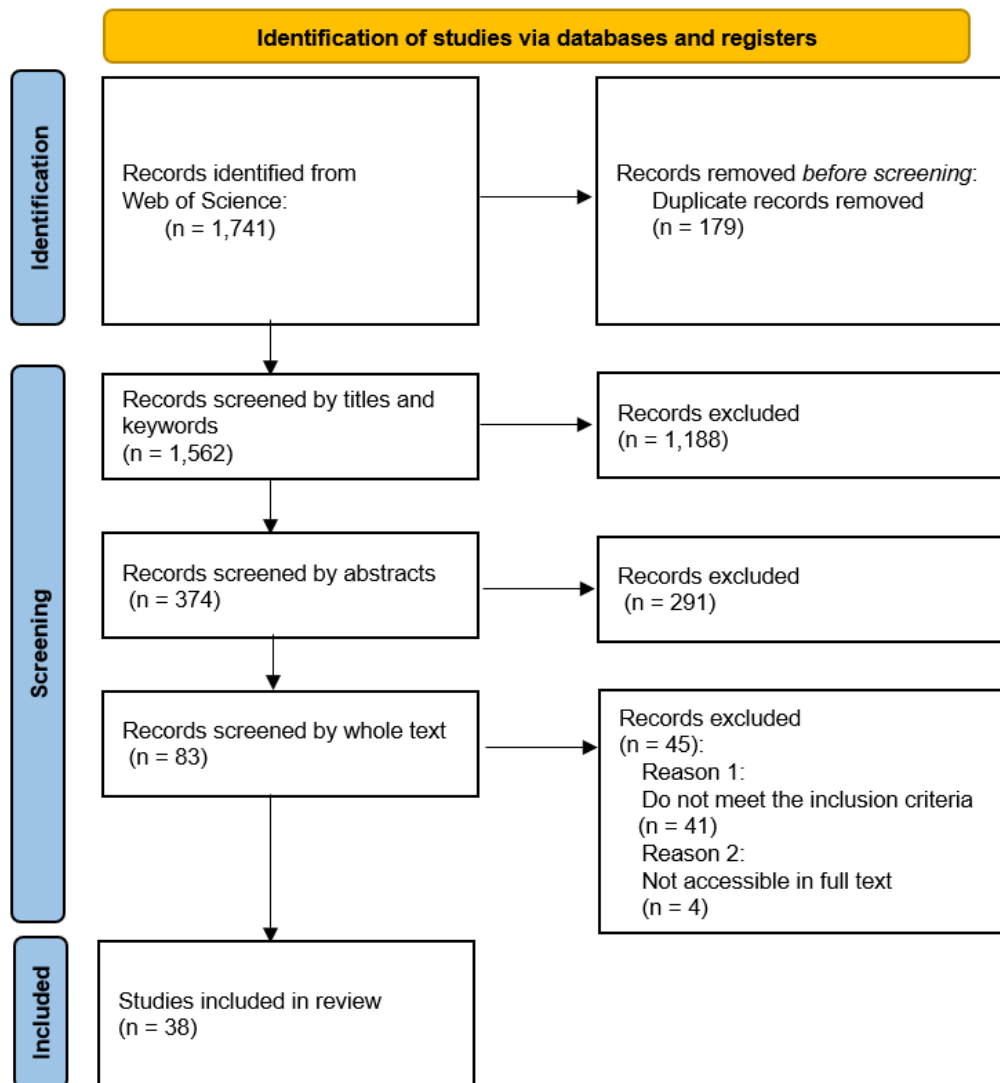 Identification of studies via databases and registers
Identification
Records identified from
Web of Science:
(n = 1,741)
Records removed before screening:
Duplicate records removed
(n = 179)
Screening
Records screened by titles and
keywords
(n = 1,562)
Records excluded
(n = 1,188)
Records screened by abstracts
(n = 374)
Records excluded
(n = 291)
Records screened by whole text
(n = 83)
Records excluded
(n = 45):
Reason 1:
Do not meet the inclusion criteria
(n = 41)
Reason 2:
Not accessible in full text
(n = 4)
Included
Studies included in review
(n = 38)